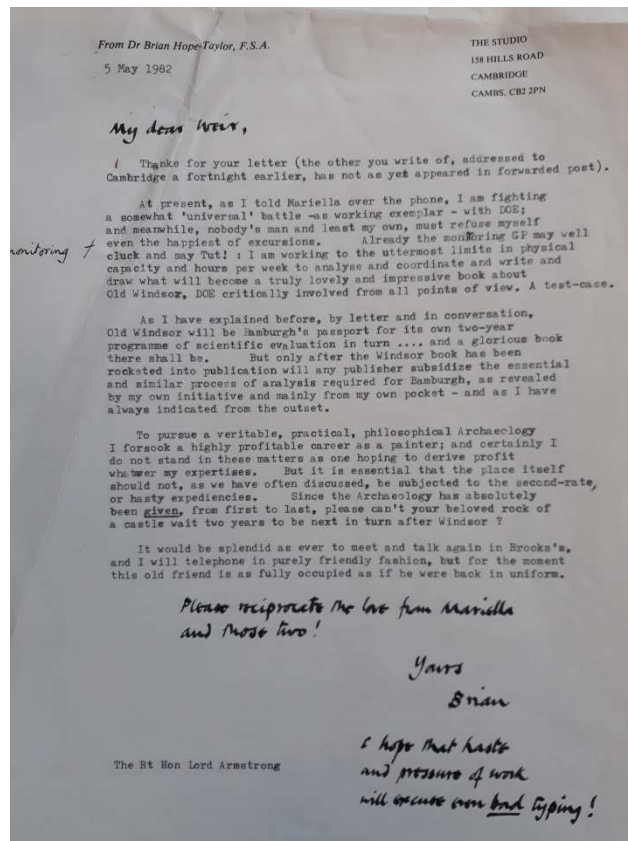 From Dr Brian Hope-Taylor, F.S.A.
5 May 1982
THE STUDIO
158 HILLS ROAD
CAMBRIDGE
CAMBS. CB2 2PN
My dear Weir,
Thanks for your letter (the other you write of, addressed to
Cambridge a fortnight earlier, has not as yet appeared in forwarded post).
At present, as I told Mariella over the phone, I am fighting
a somewhat 'universal' battle -as working exemplar - with DOE;
and meanwhile, nobody's man and least my own, must refuse myself
even the happiest of excursions. Already the monitoring GP may well
monitoring
cluck and say Tut! : I am working to the uttermost limits in physical
capacity and hours per week to analyse and coordinate and write and
draw what will become a truly lovely and impressive book about
Old Windsor, DOE critically involved from all points of view. A test-case.
As I have explained before, by letter and in conversation,
Old Windsor will be Bamburgh's passport for its own two-year
programme of scientific evaluation in turn .... and a glorious book
there shall be. But only after the Windsor book has been
rocketed into publication will any publisher subsidize the essential
and similar process of analysis required for Bamburgh, as revealed
by my own initiative and mainly from my own pocket - and as I have
always indicated from the outset.
To pursue a veritable, practical, philosophical Archaeology
I forsook a highly profitable career as a painter; and certainly I
do not stand in these matters as one hoping to derive profit
whatever my expertises. But it is essential that the place itself
should not, as we have often discussed, be subjected to the second-rate,
or hasty expediencies. Since the Archaeology has absolutely
been given, from first to last, please can't your beloved rock of
a castle wait two years to be next in turn after Windsor ?
It would be splendid as ever to meet and talk again in Brooks's,
and I will telephone in purely friendly fashion, but for the moment
this old friend is as fully occupied as if he were back in uniform.
Please reciprocate the love from Mariella
and those two!
Yours
Brian
I hope that haste
and pressure of work
will excuse even bad typing!
The Rt Hon Lord Armstrong